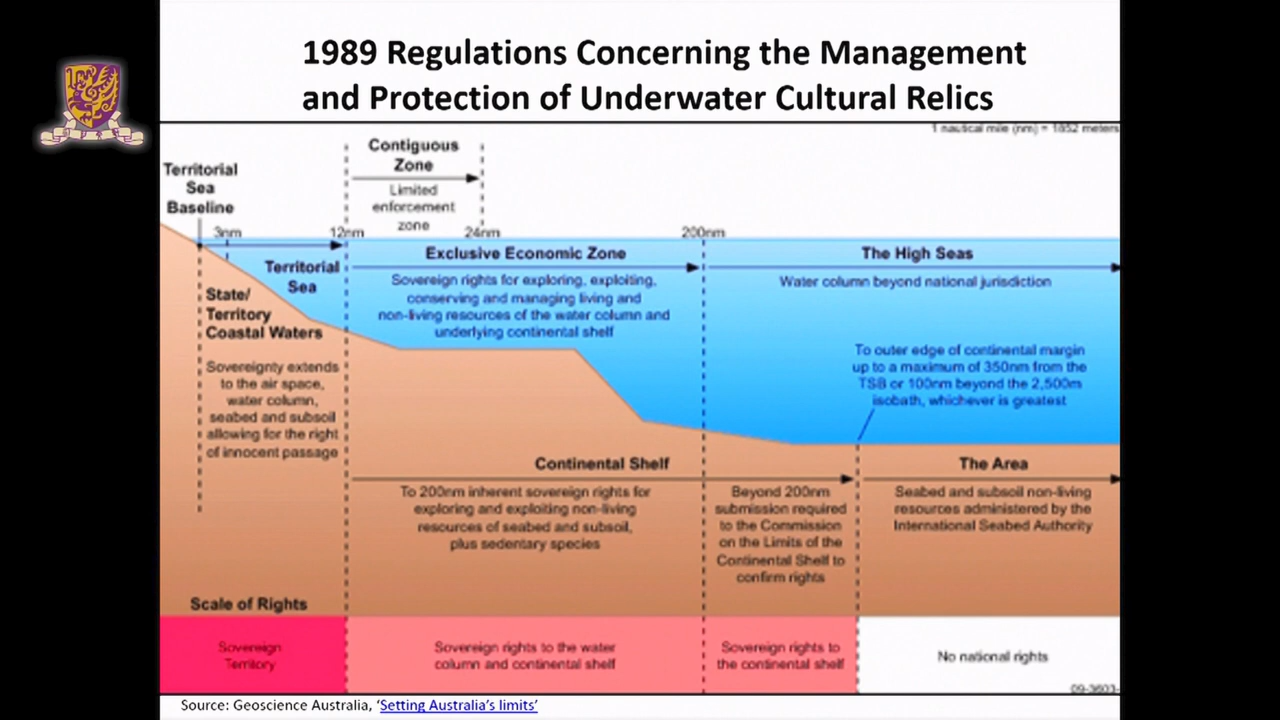 1989 Regulations Concerning the Management
and Protection of Underwater Cultural Relics
1 nautical mile (nm) = 1852 meters
Contiguous
Zone
Limited
enforcement
zone
Territorial
Sea
Baseline
3nm
12nm
24nm
200nm
Territorial
Sea
Exclusive Economic Zone
Sovereign rights for exploring, exploiting,
conserving and managing living and
non-living resources of the water column and
underlying continental shelf
The High Seas
Water column beyond national jurisdiction
State/
Territory
Coastal Waters
Sovereignty extends
to the air space,
water column,
seabed and subsoil
allowing for the right
of innocent passage
To outer edge of continental margin
up to a maximum of 350nm from the
TSB or 100nm beyond the 2,500m
isobath, whichever is greatest
Continental Shelf
To 200nm inherent sovereign rights for
exploring and exploiting non-living
resources of seabed and subsoil,
plus sedentary species
Beyond 200nm
submission required
to the Commission
on the Limits of the
Continental Shelf to
confirm rights
The Area
Seabed and subsoil non-living
resources administered by the
International Seabed Authority
Scale of Rights
Sovereign
Territory
Sovereign rights to the water
column and continental shelf
Sovereign rights to
the continental shelf
No national rights
09-3603-
Source: Geoscience Australia, ‘Setting Australia’s limits’